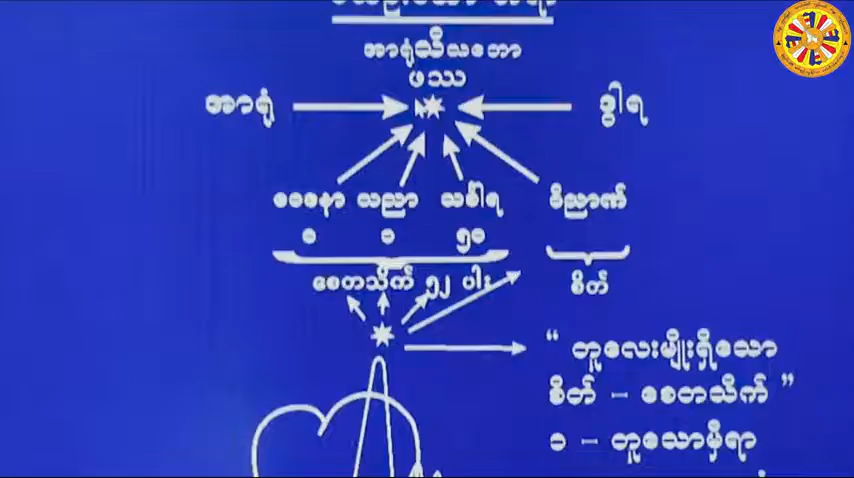 အာရုံသီသဘော
ဖဿ
အာရုံ ဒွါရ
ဝေဒနာ သညာ သင်္ခါရ ဝိညာဏ်
၁ ၁ ၅၀
စေတသိက် ၅၂ ပါး စိတ်
“ တူလေးမျိုးရှိသော
စိတ် – စေတသိက် ”
၁ – တူသောမှီရာ